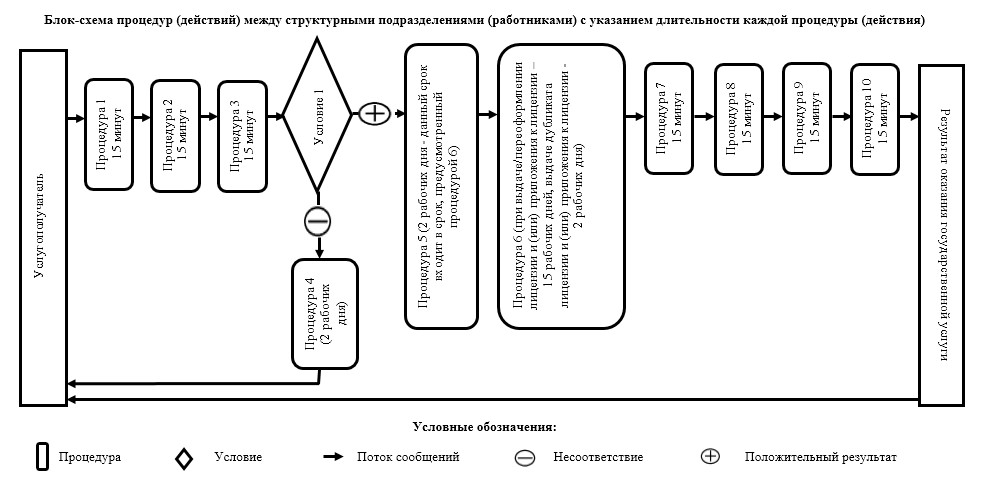 Блок-схема процедур (действий) между структурными подразделениями (работниками) с указанием длительности каждой процедуры (действия)
Услугополучатель
Процедура 1
15 минут
Процедура 2
15 минут
Процедура 3
15 минут
Условие 1
Процедура 4
(2 рабочих
дня)
Процедура 5 (2 рабочих дня - данный срок
входит в срок, предусмотренный
процедурой 6)
Процедура 6 (при выдаче/переоформлении
лицензии и (или) приложения к лицензии –
15 рабочих дней, выдаче дубликата
лицензии и (или) приложения к лицензии -
2 рабочих дня)
Процедура 7
15 минут
Процедура 8
15 минут
Процедура 9
15 минут
Процедура 10
15 минут
Результат оказания государственной услуги
Условные обозначения:
Процедура
Условие
Поток сообщений
Несоответствие
Положительный результат